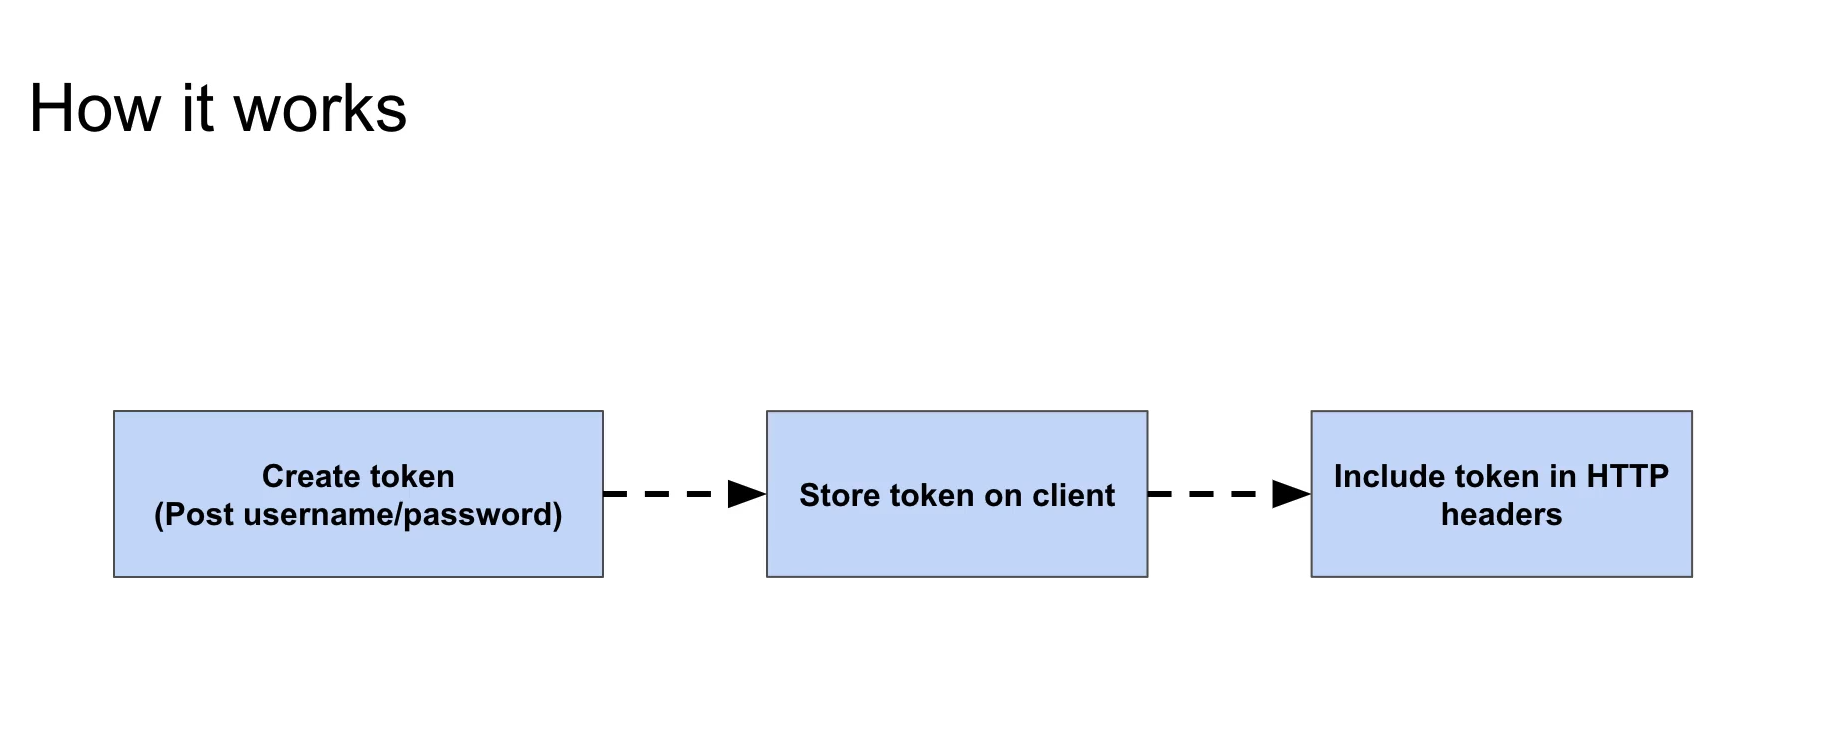 How it works
Create token
(Post username/password)
Store token on client
Include token in HTTP
headers